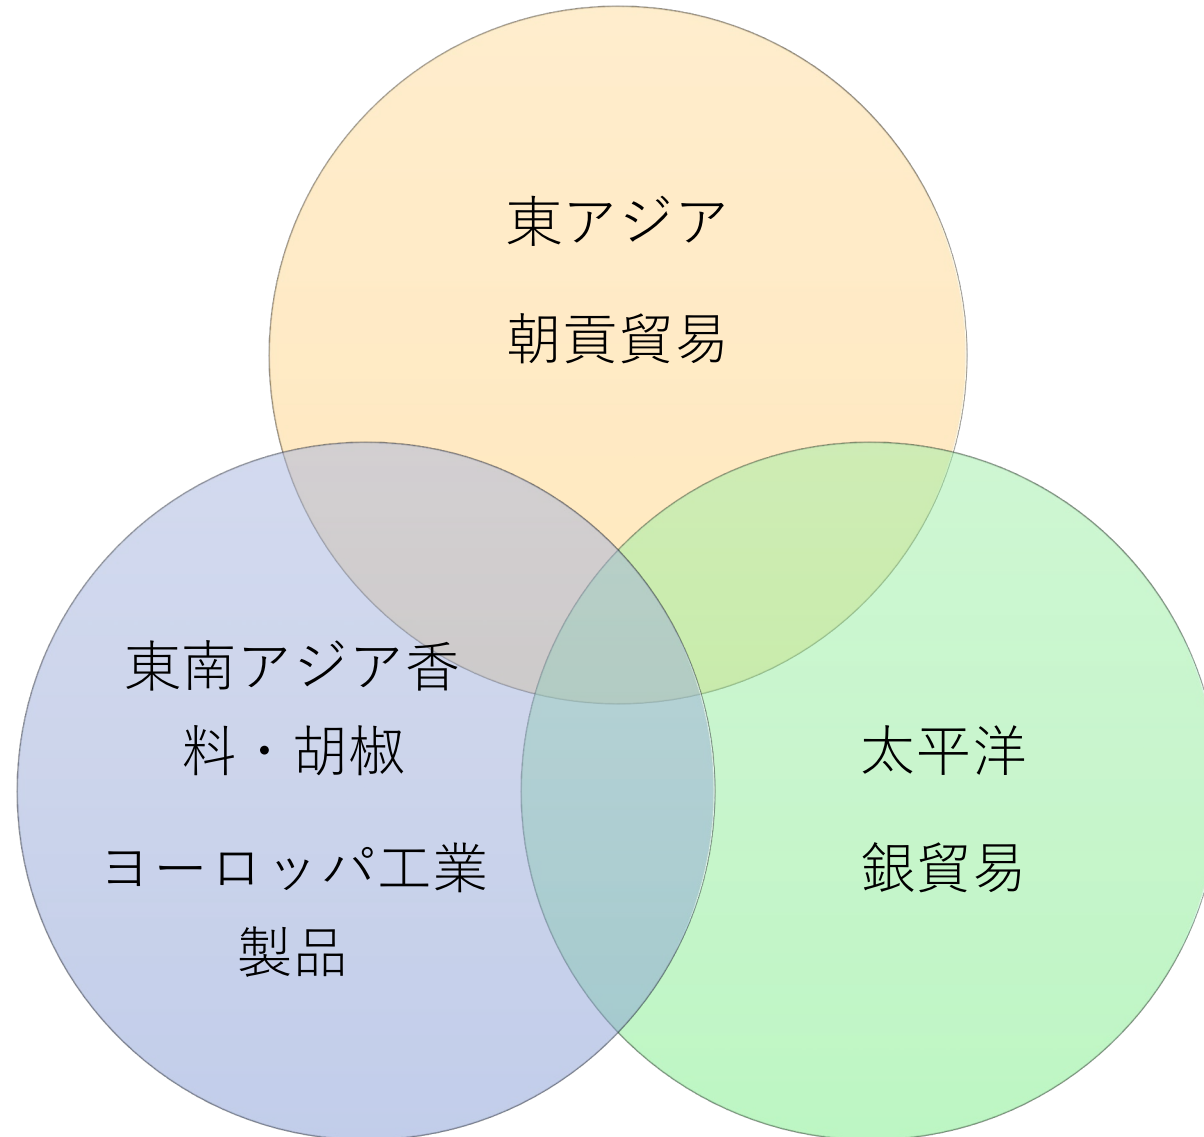 東アジア
朝貢貿易
東南アジア香
料・胡椒
ヨーロッパ工業
製品
太平洋
銀貿易